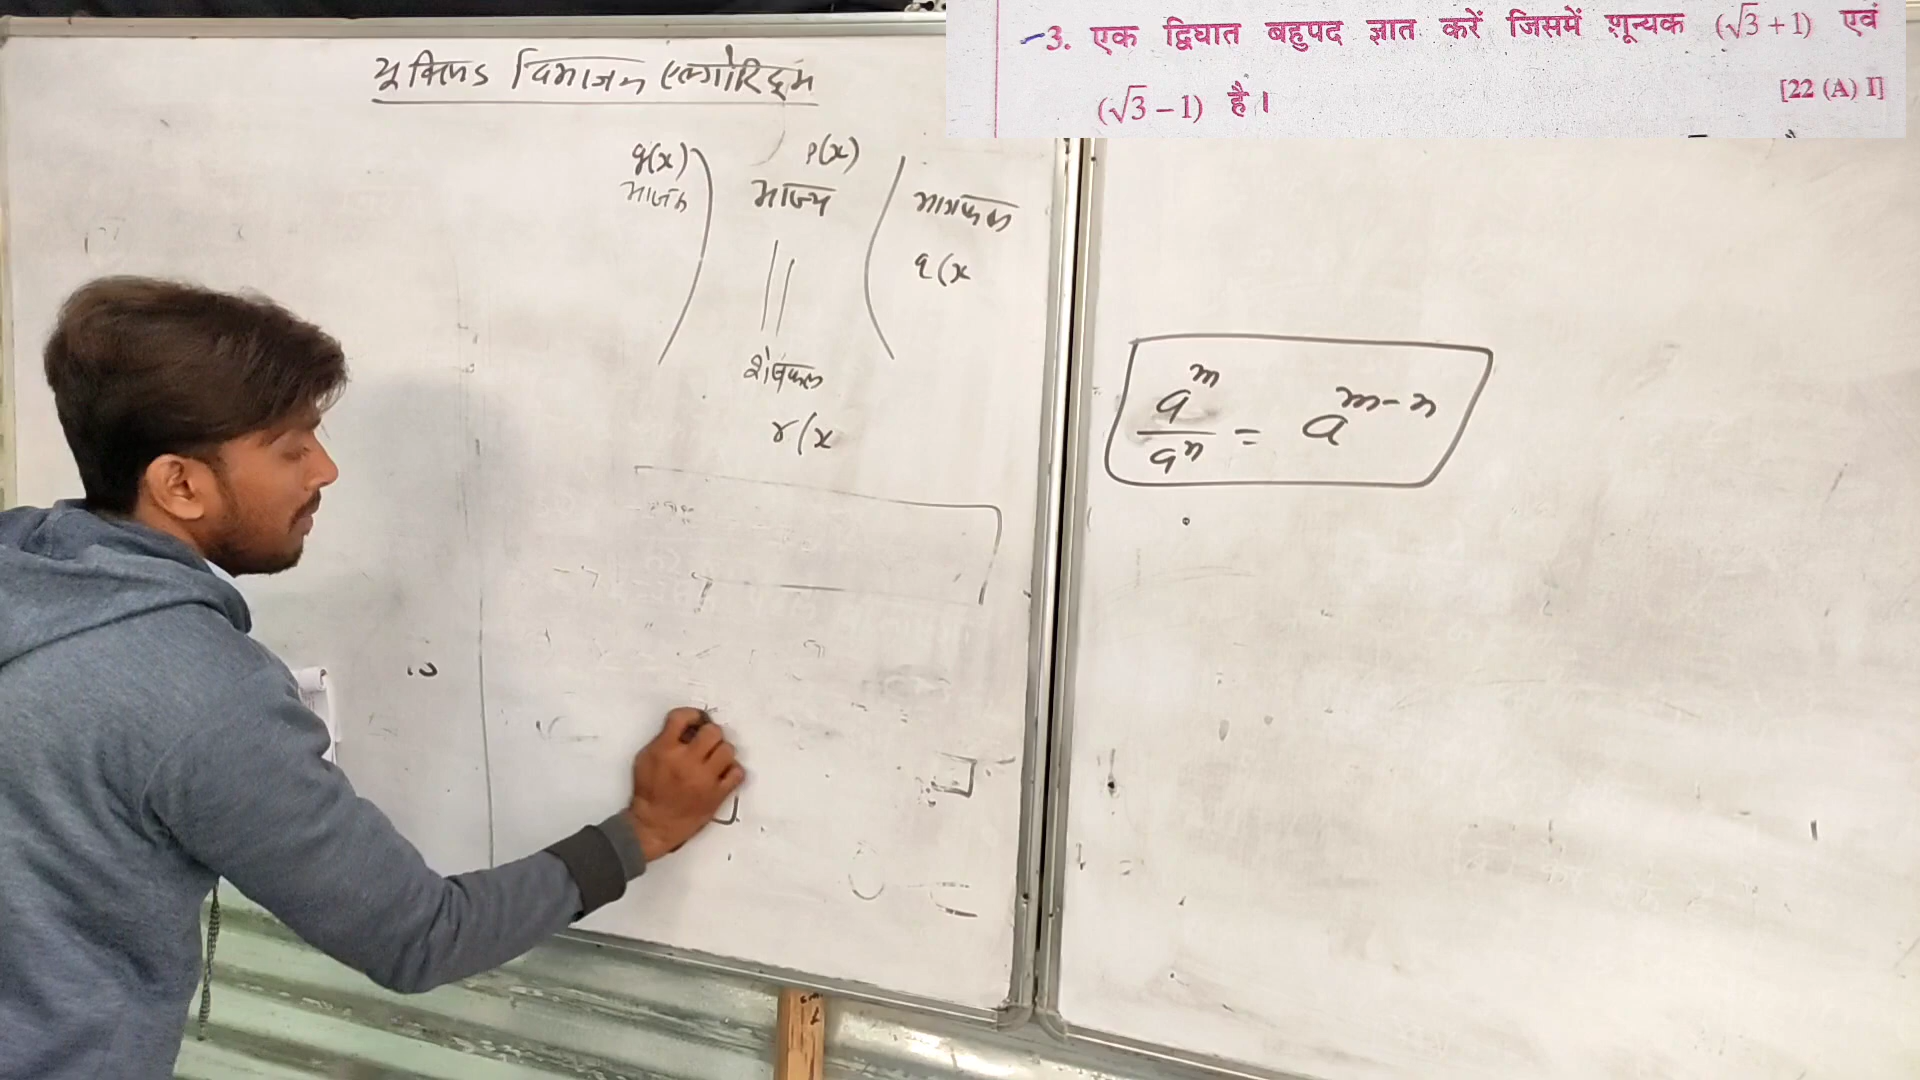 3. एक द्विघात बहुपद ज्ञात करें जिसमें शून्यक (√3 + 1) एवं
(√3 – 1) है।
[22 (A) I]
यूक्लिड विभाजन एल्गोरिद्म
g(x) p(x)
भाजक भाज्य भागफल
q(x
शेषफल
r(x
a^m / a^n = a^(m-n)